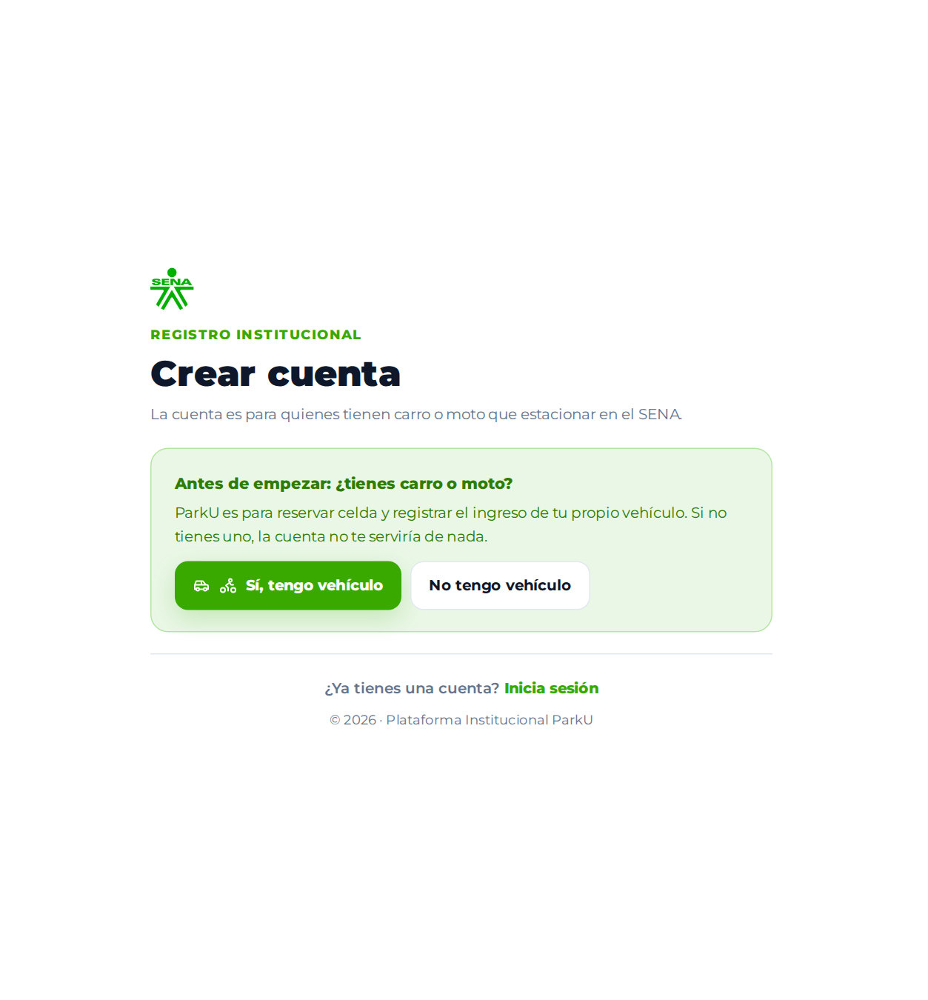 SENA
REGISTRO INSTITUCIONAL
Crear cuenta
La cuenta es para quienes tienen carro o moto que estacionar en el SENA.
Antes de empezar: ¿tienes carro o moto?
ParkU es para reservar celda y registrar el ingreso de tu propio vehículo. Si no
tienes uno, la cuenta no te serviría de nada.
Sí, tengo vehículo
No tengo vehículo
¿Ya tienes una cuenta? Inicia sesión
© 2026 · Plataforma Institucional ParkU